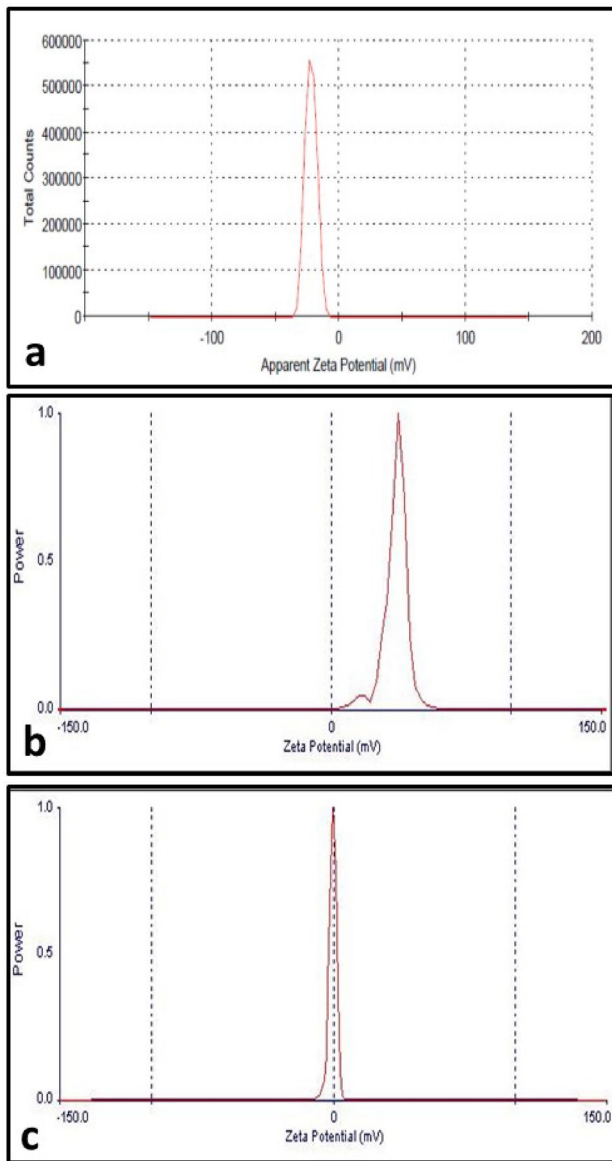 600000
500000
400000
300000
200000
100000
0
Total Counts
-100 0 100 200
Apparent Zeta Potential (mV)
a
1.0
0.5
0.0
Power
-150.0 0 150.0
Zeta Potential (mV)
b
1.0
0.5
0.0
Power
-150.0 0 150.0
Zeta Potential (mV)
c